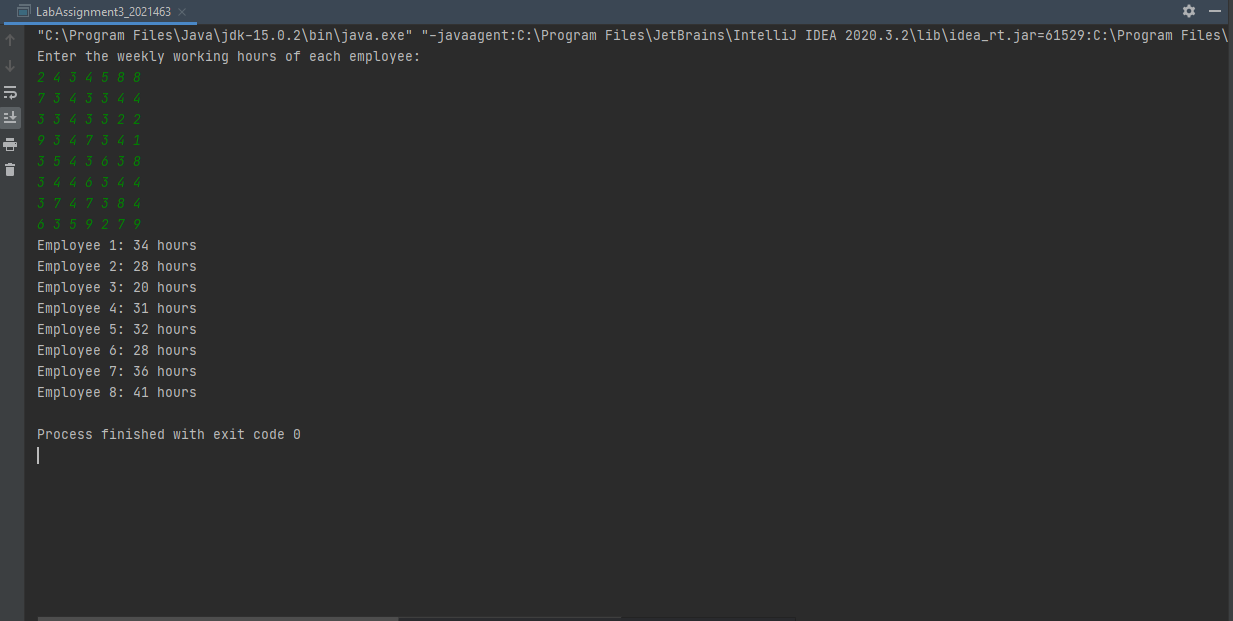 LabAssignment3_2021463
"C:\Program Files\Java\jdk-15.0.2\bin\java.exe" "-javaagent:C:\Program Files\JetBrains\IntelliJ IDEA 2020.3.2\lib\idea_rt.jar=61529:C:\Program Files\
Enter the weekly working hours of each employee:
2 4 3 4 5 8 8
7 3 4 3 3 4 4
3 3 4 3 3 2 2
9 3 4 7 3 4 1
3 5 4 3 6 3 8
3 4 4 6 3 4 4
3 7 4 7 3 8 4
6 3 5 9 2 7 9
Employee 1: 34 hours
Employee 2: 28 hours
Employee 3: 20 hours
Employee 4: 31 hours
Employee 5: 32 hours
Employee 6: 28 hours
Employee 7: 36 hours
Employee 8: 41 hours
Process finished with exit code 0